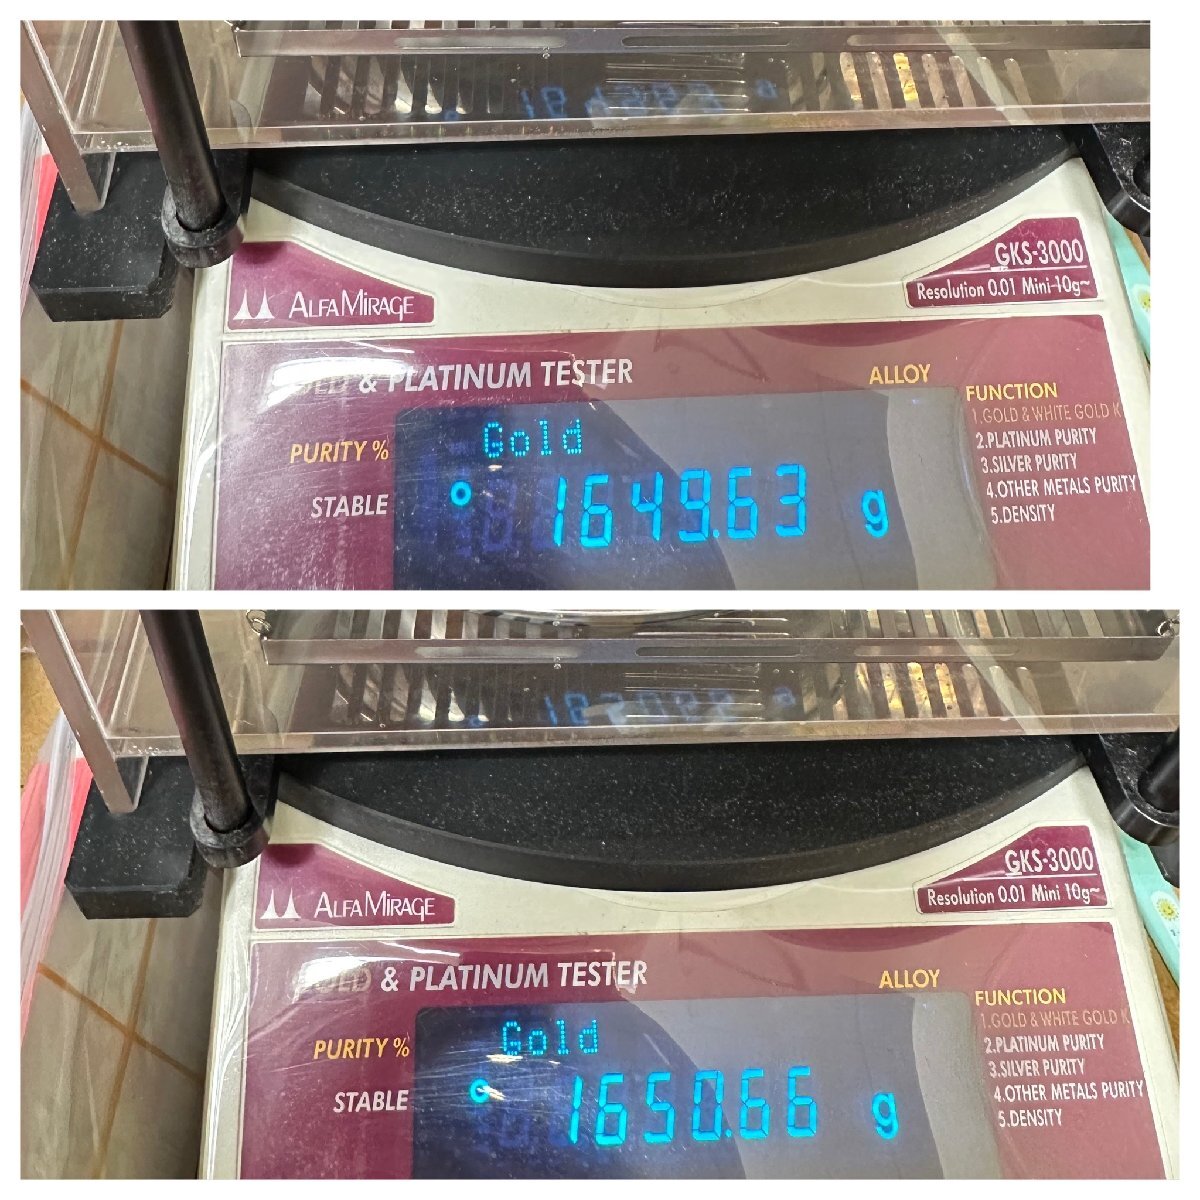 GKS-3000
Resolution 0.01 Mini 10g~
ALFA MIRAGE
GOLD & PLATINUM TESTER
ALLOY
FUNCTION
1.GOLD & WHITE GOLD K
2.PLATINUM PURITY
3.SILVER PURITY
4.OTHER METALS PURITY
5.DENSITY
PURITY %
Gold
STABLE
1649.63 g
GKS-3000
Resolution 0.01 Mini 10g~
ALFA MIRAGE
GOLD & PLATINUM TESTER
ALLOY
FUNCTION
1.GOLD & WHITE GOLD K
2.PLATINUM PURITY
3.SILVER PURITY
4.OTHER METALS PURITY
5.DENSITY
PURITY %
Gold
STABLE
1650.66 g